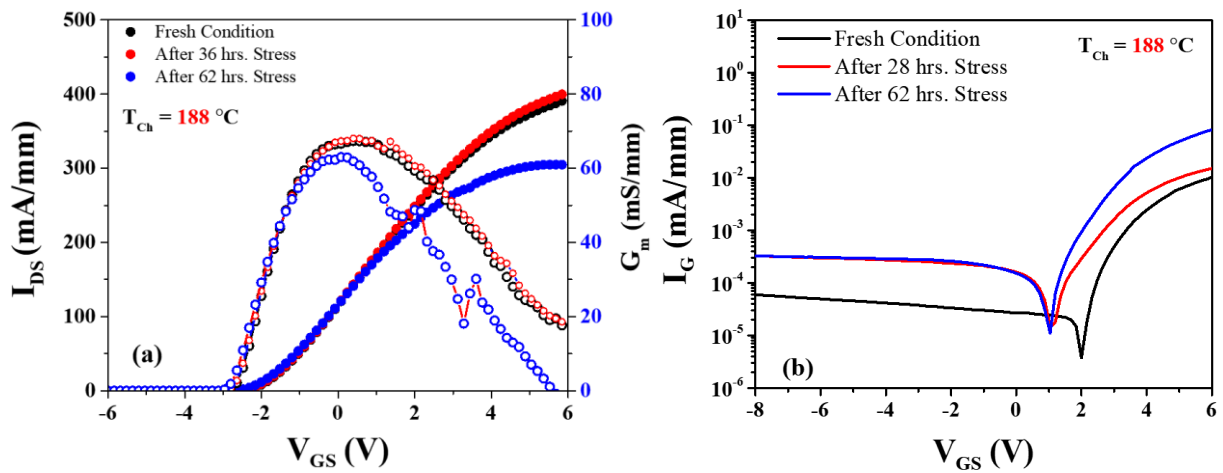 500
400
300
200
100
0
I_DS (mA/mm)
Fresh Condition
After 36 hrs. Stress
After 62 hrs. Stress
T_Ch = 188 °C
(a)
100
80
60
40
20
0
G_m (mS/mm)
-6 -4 -2 0 2 4 6
V_GS (V)
10^1
10^0
10^-1
10^-2
10^-3
10^-4
10^-5
10^-6
I_G (mA/mm)
Fresh Condition
After 28 hrs. Stress
After 62 hrs. Stress
T_Ch = 188 °C
(b)
-8 -6 -4 -2 0 2 4 6
V_GS (V)